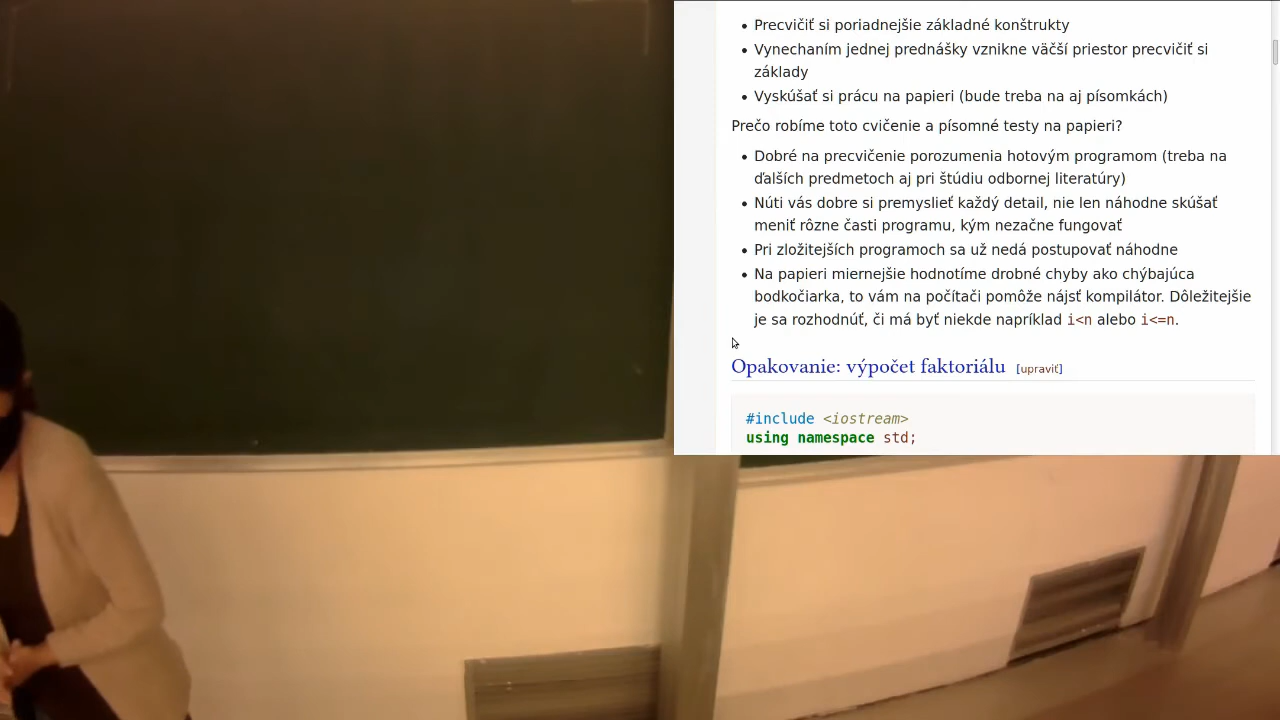 Precvičiť si poriadnejšie základné konštrukty
Vynechaním jednej prednášky vznikne väčší priestor precvičiť si
základy
Vyskúšať si prácu na papieri (bude treba na aj písomkách)
Prečo robíme toto cvičenie a písomné testy na papieri?
Dobré na precvičenie porozumenia hotovým programom (treba na
ďalších predmetoch aj pri štúdiu odbornej literatúry)
Núti vás dobre si premyslieť každý detail, nie len náhodne skúšať
meniť rôzne časti programu, kým nezačne fungovať
Pri zložitejších programoch sa už nedá postupovať náhodne
Na papieri miernejšie hodnotíme drobné chyby ako chýbajúca
bodkočiarka, to vám na počítači pomôže nájsť kompilátor. Dôležitejšie
je sa rozhodnúť, či má byť niekde napríklad i<n alebo i<=n.
Opakovanie: výpočet faktoriálu [upraviť]
#include <iostream>
using namespace std;